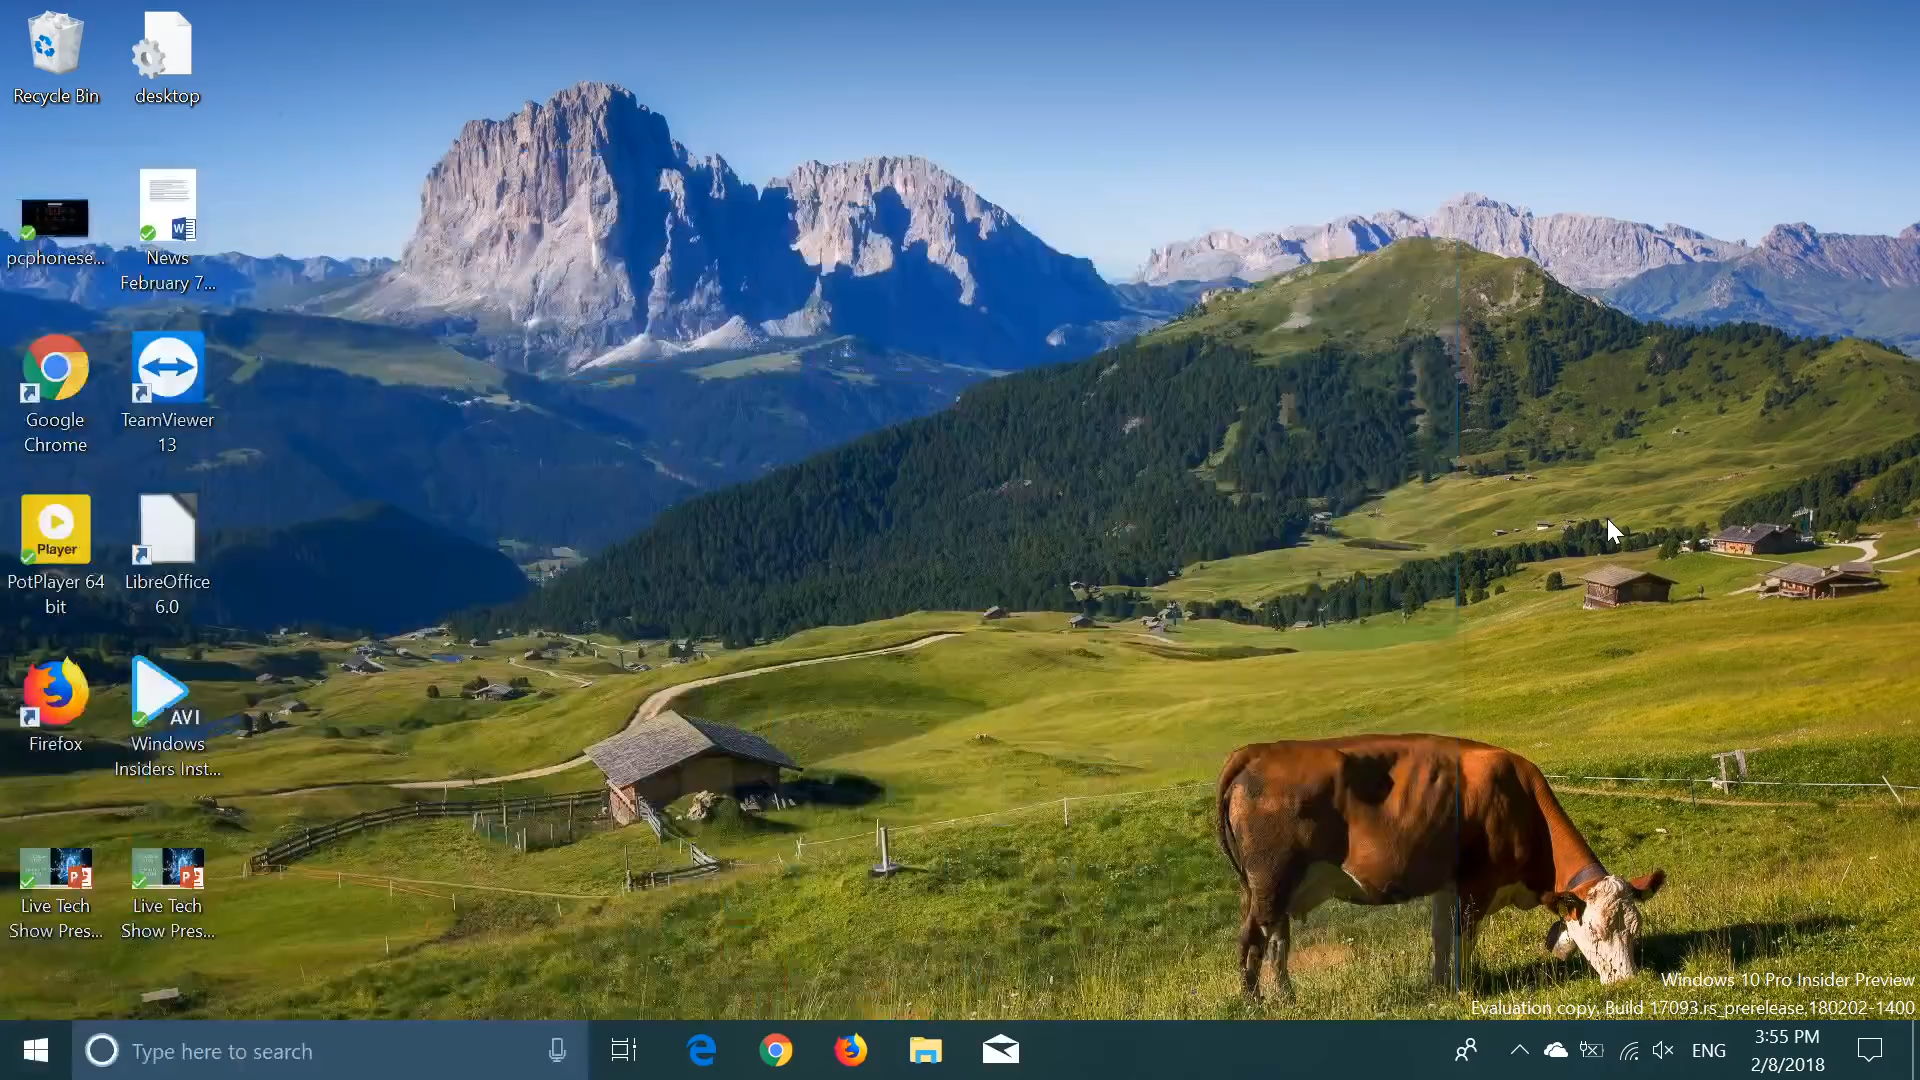 Recycle Bin
desktop
pcphonese...
News
February 7...
Google
Chrome
TeamViewer
13
Player
PotPlayer 64
bit
LibreOffice
6.0
Firefox
AVI
Windows
Insiders Inst...
Live Tech
Show Pres...
Live Tech
Show Pres...
Windows 10 Pro Insider Preview
Evaluation copy. Build 17093.rs_prerelease.180202-1400
Type here to search
ENG
3:55 PM
2/8/2018